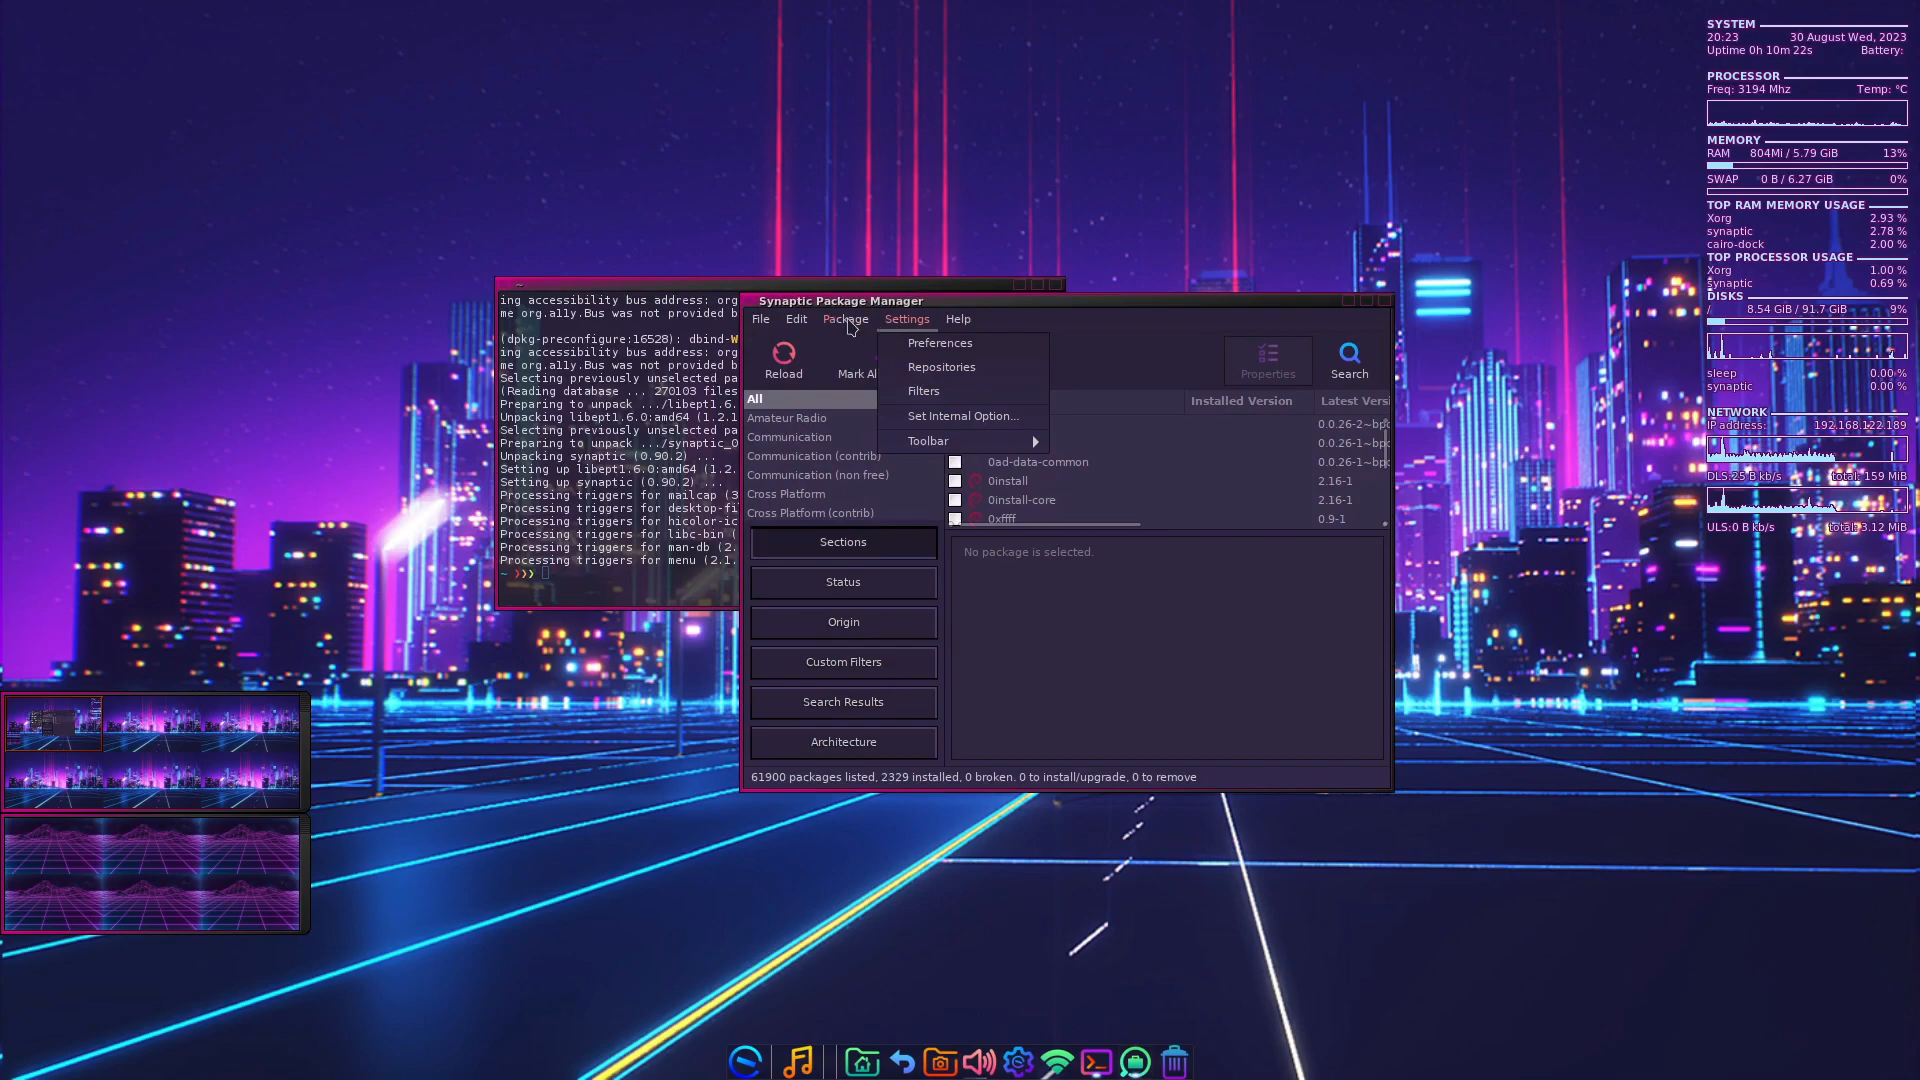 SYSTEM
20:23 30 August Wed, 2023
Uptime 0h 10m 22s Battery:
PROCESSOR
Freq: 3194 Mhz Temp: °C
MEMORY
RAM 804Mi / 5.79 GiB 13%
SWAP 0 B / 6.27 GiB 0%
TOP RAM MEMORY USAGE
Xorg 2.93 %
synaptic 2.78 %
cairo-dock 2.00 %
TOP PROCESSOR USAGE
Xorg 1.00 %
synaptic 0.69 %
DISKS
/ 8.54 GiB / 91.7 GiB 9%
sleep 0.00 %
synaptic 0.00 %
NETWORK
IP address: 192.168.122.189
DLS:25 B kb/s total: 159 MiB
ULS:0 B kb/s total: 3.12 MiB
~
ing accessibility bus address: org
me org.a11y.Bus was not provided b
(dpkg-preconfigure:16528): dbind-W
ing accessibility bus address: org
me org.a11y.Bus was not provided b
Selecting previously unselected pa
(Reading database ... 270103 files
Preparing to unpack .../libept1.6.
Unpacking libept1.6.0:amd64 (1.2.1
Selecting previously unselected pa
Preparing to unpack .../synaptic_0
Unpacking synaptic (0.90.2) ...
Setting up libept1.6.0:amd64 (1.2.
Setting up synaptic (0.90.2) ...
Processing triggers for mailcap (3
Processing triggers for desktop-fi
Processing triggers for hicolor-ic
Processing triggers for libc-bin (
Processing triggers for man-db (2.
Processing triggers for menu (2.1.
~ ❯❯❯
Synaptic Package Manager
File Edit Package Settings Help
Reload
Mark Al
Properties
Search
Preferences
Repositories
Filters
Set Internal Option...
Toolbar
All
Amateur Radio
Communication
Communication (contrib)
Communication (non free)
Cross Platform
Cross Platform (contrib)
Installed Version Latest Versi
0.0.26-2~bpo
0.0.26-1~bpo
0ad-data-common 0.0.26-1~bpo
0install 2.16-1
0install-core 2.16-1
0xffff 0.9-1
Sections
Status
Origin
Custom Filters
Search Results
Architecture
No package is selected.
61900 packages listed, 2329 installed, 0 broken. 0 to install/upgrade, 0 to remove